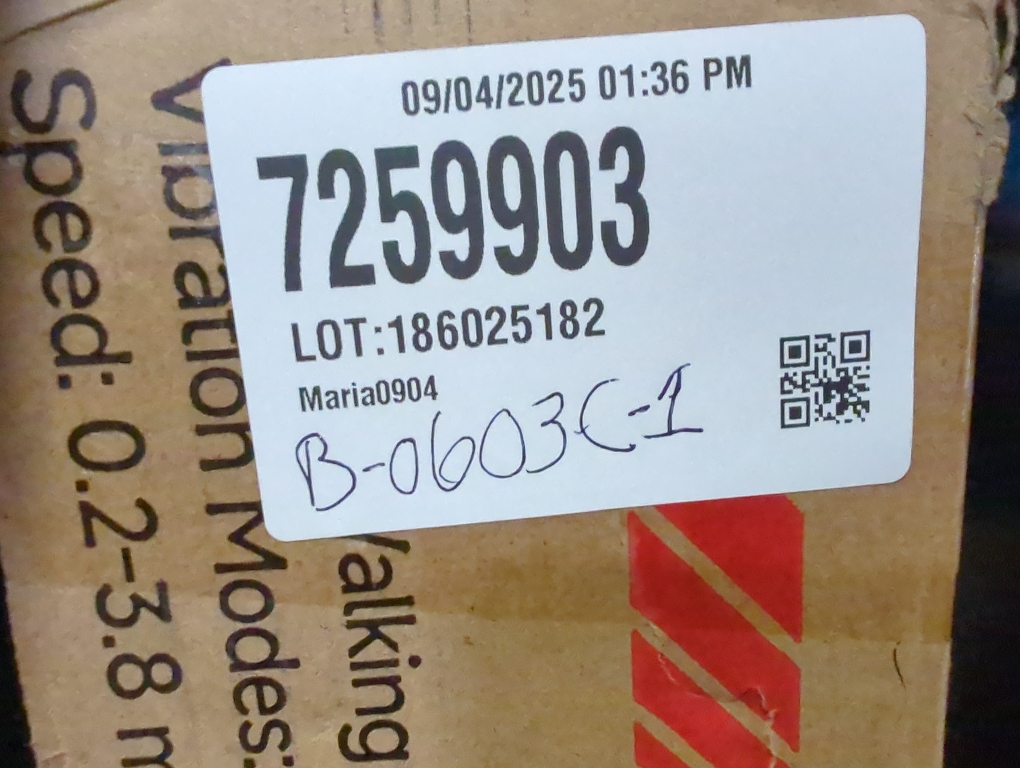 09/04/2025 01:36 PM
7259903
LOT:186025182
Maria0904
B-0603C-1
Walking
Vibration Modes:
Speed: 0.2-3.8 m